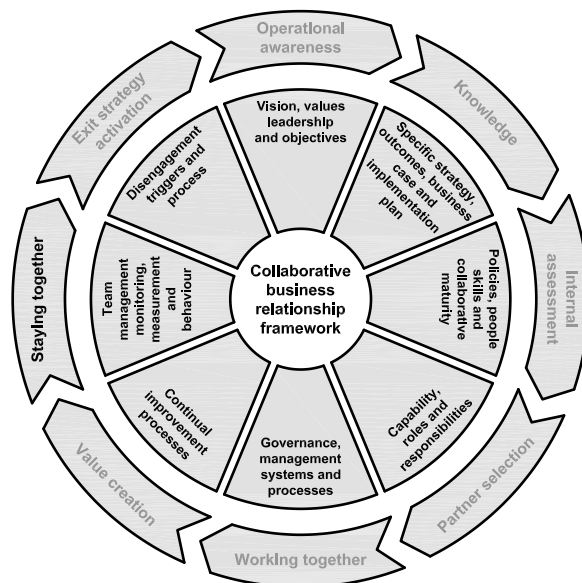 Operational
awareness
Knowledge
Internal
assessment
Partner selection
Working together
Value creation
Staying together
Exit strategy
activation
Vision, values
leadership
and objectives
Specific strategy,
outcomes, business
case and
implementation
plan
Policies, people
skills and
collaborative
maturity
Capability,
roles and
responsibilities
Governance,
management
systems and
processes
Continual
improvement
processes
Team
management
monitoring,
measurement
and
behaviour
Disengagement
triggers and
process
Collaborative
business
relationship
framework